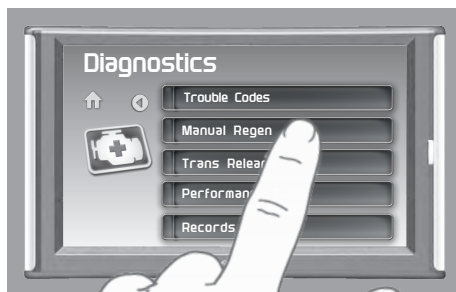 Diagnostics
Trouble Codes
Manual Regen
Trans
Records